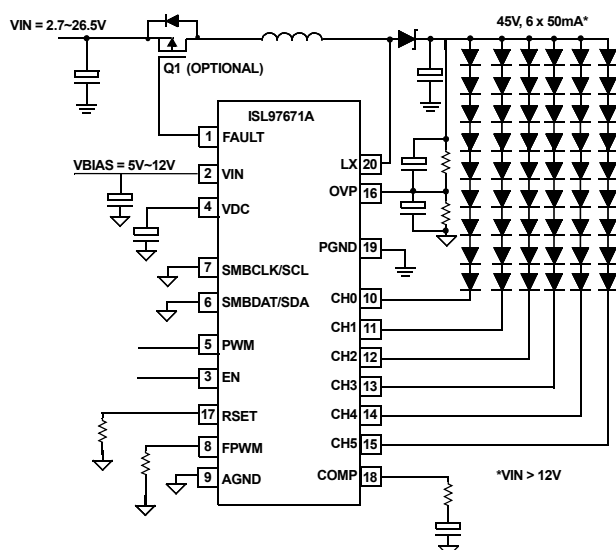 VIN = 2.7~26.5V
45V, 6 x 50mA*
Q1 (OPTIONAL)
ISL97671A
1 FAULT
LX 20
VBIAS = 5V~12V
2 VIN
OVP 16
4 VDC
PGND 19
7 SMBCLK/SCL
CH0 10
6 SMBDAT/SDA
CH1 11
5 PWM
CH2 12
3 EN
CH3 13
17 RSET
CH4 14
8 FPWM
CH5 15
9 AGND
COMP 18
*VIN > 12V